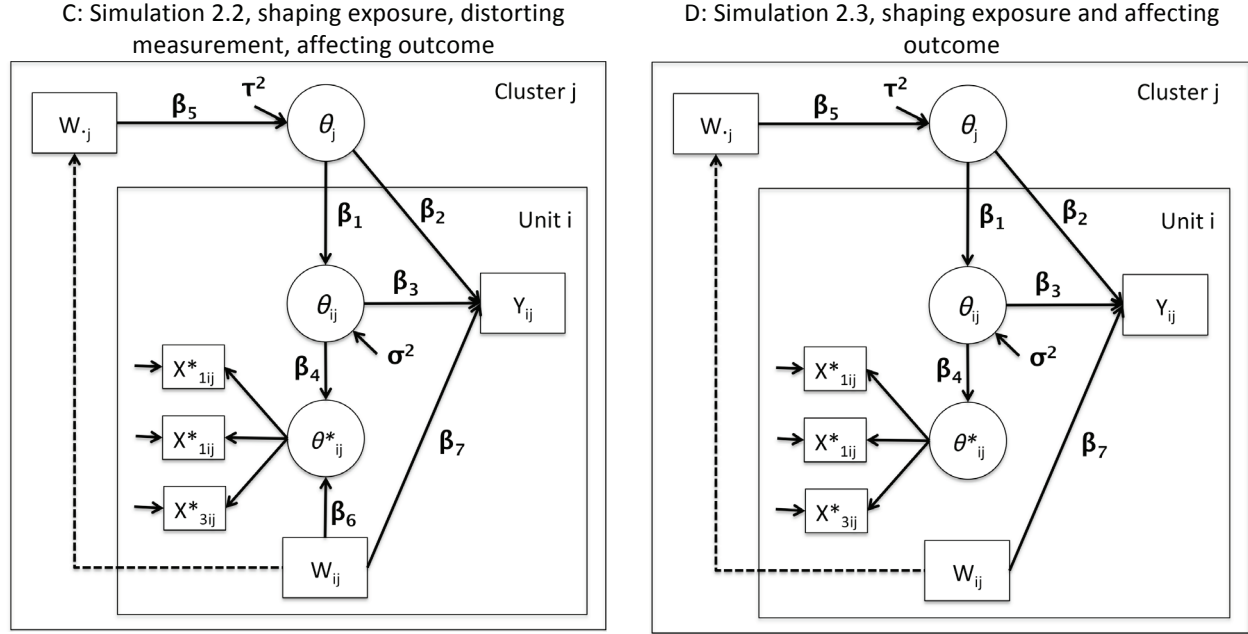 C: Simulation 2.2, shaping exposure, distorting
measurement, affecting outcome
Cluster j
τ²
β₅
W.ⱼ
θⱼ
Unit i
β₁
β₂
β₃
θᵢⱼ
Yᵢⱼ
σ²
β₄
X*₁ᵢⱼ
X*₁ᵢⱼ
θ*ᵢⱼ
β₇
X*₃ᵢⱼ
β₆
Wᵢⱼ
D: Simulation 2.3, shaping exposure and affecting
outcome
Cluster j
τ²
β₅
W.ⱼ
θⱼ
Unit i
β₁
β₂
β₃
θᵢⱼ
Yᵢⱼ
σ²
β₄
X*₁ᵢⱼ
X*₁ᵢⱼ
θ*ᵢⱼ
β₇
X*₃ᵢⱼ
Wᵢⱼ